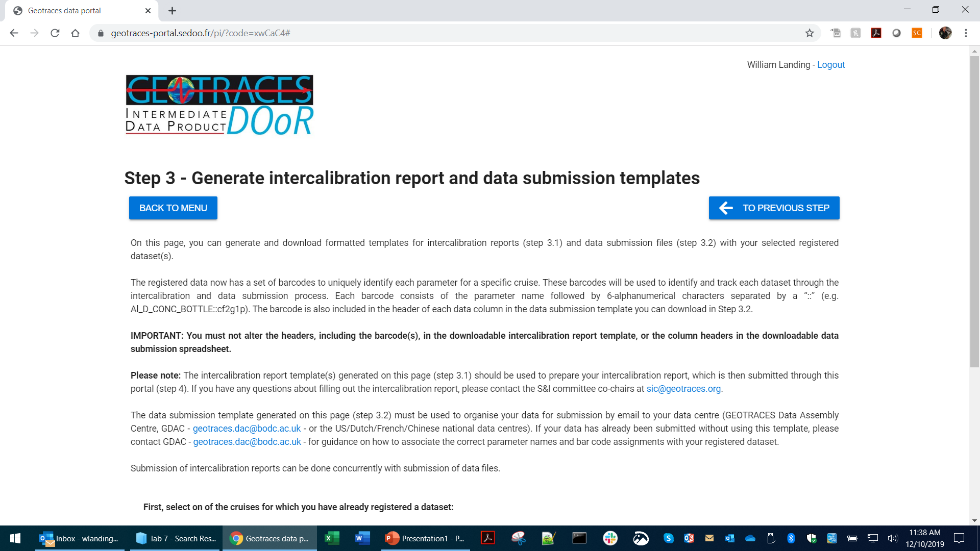 Geotraces data portal
geotraces-portal.sedoo.fr/pi/?code=xwCaC4#
William Landing - Logout
GEOTRACES
INTERMEDIATE
DATA PRODUCT DOoR
Step 3 - Generate intercalibration report and data submission templates
BACK TO MENU
TO PREVIOUS STEP
On this page, you can generate and download formatted templates for intercalibration reports (step 3.1) and data submission files (step 3.2) with your selected registered
dataset(s).
The registered data now has a set of barcodes to uniquely identify each parameter for a specific cruise. These barcodes will be used to identify and track each dataset through the
intercalibration and data submission process. Each barcode consists of the parameter name followed by 6-alphanumerical characters separated by a "::" (e.g.
Al_D_CONC_BOTTLE::cf2g1p). The barcode is also included in the header of each data column in the data submission template you can download in Step 3.2.
IMPORTANT: You must not alter the headers, including the barcode(s), in the downloadable intercalibration report template, or the column headers in the downloadable data
submission spreadsheet.
Please note: The intercalibration report template(s) generated on this page (step 3.1) should be used to prepare your intercalibration report, which is then submitted through this
portal (step 4). If you have any questions about filling out the intercalibration report, please contact the S&I committee co-chairs at sic@geotraces.org.
The data submission template generated on this page (step 3.2) must be used to organise your data for submission by email to your data centre (GEOTRACES Data Assembly
Centre, GDAC - geotraces.dac@bodc.ac.uk - or the US/Dutch/French/Chinese national data centres). If your data has already been submitted without using this template, please
contact GDAC - geotraces.dac@bodc.ac.uk - for guidance on how to associate the correct parameter names and bar code assignments with your registered dataset.
Submission of intercalibration reports can be done concurrently with submission of data files.
First, select on of the cruises for which you have already registered a dataset:
Inbox - wlanding...
lab 7 - Search Res...
Geotraces data p...
Presentation1 - P...
11:38 AM
12/10/2019